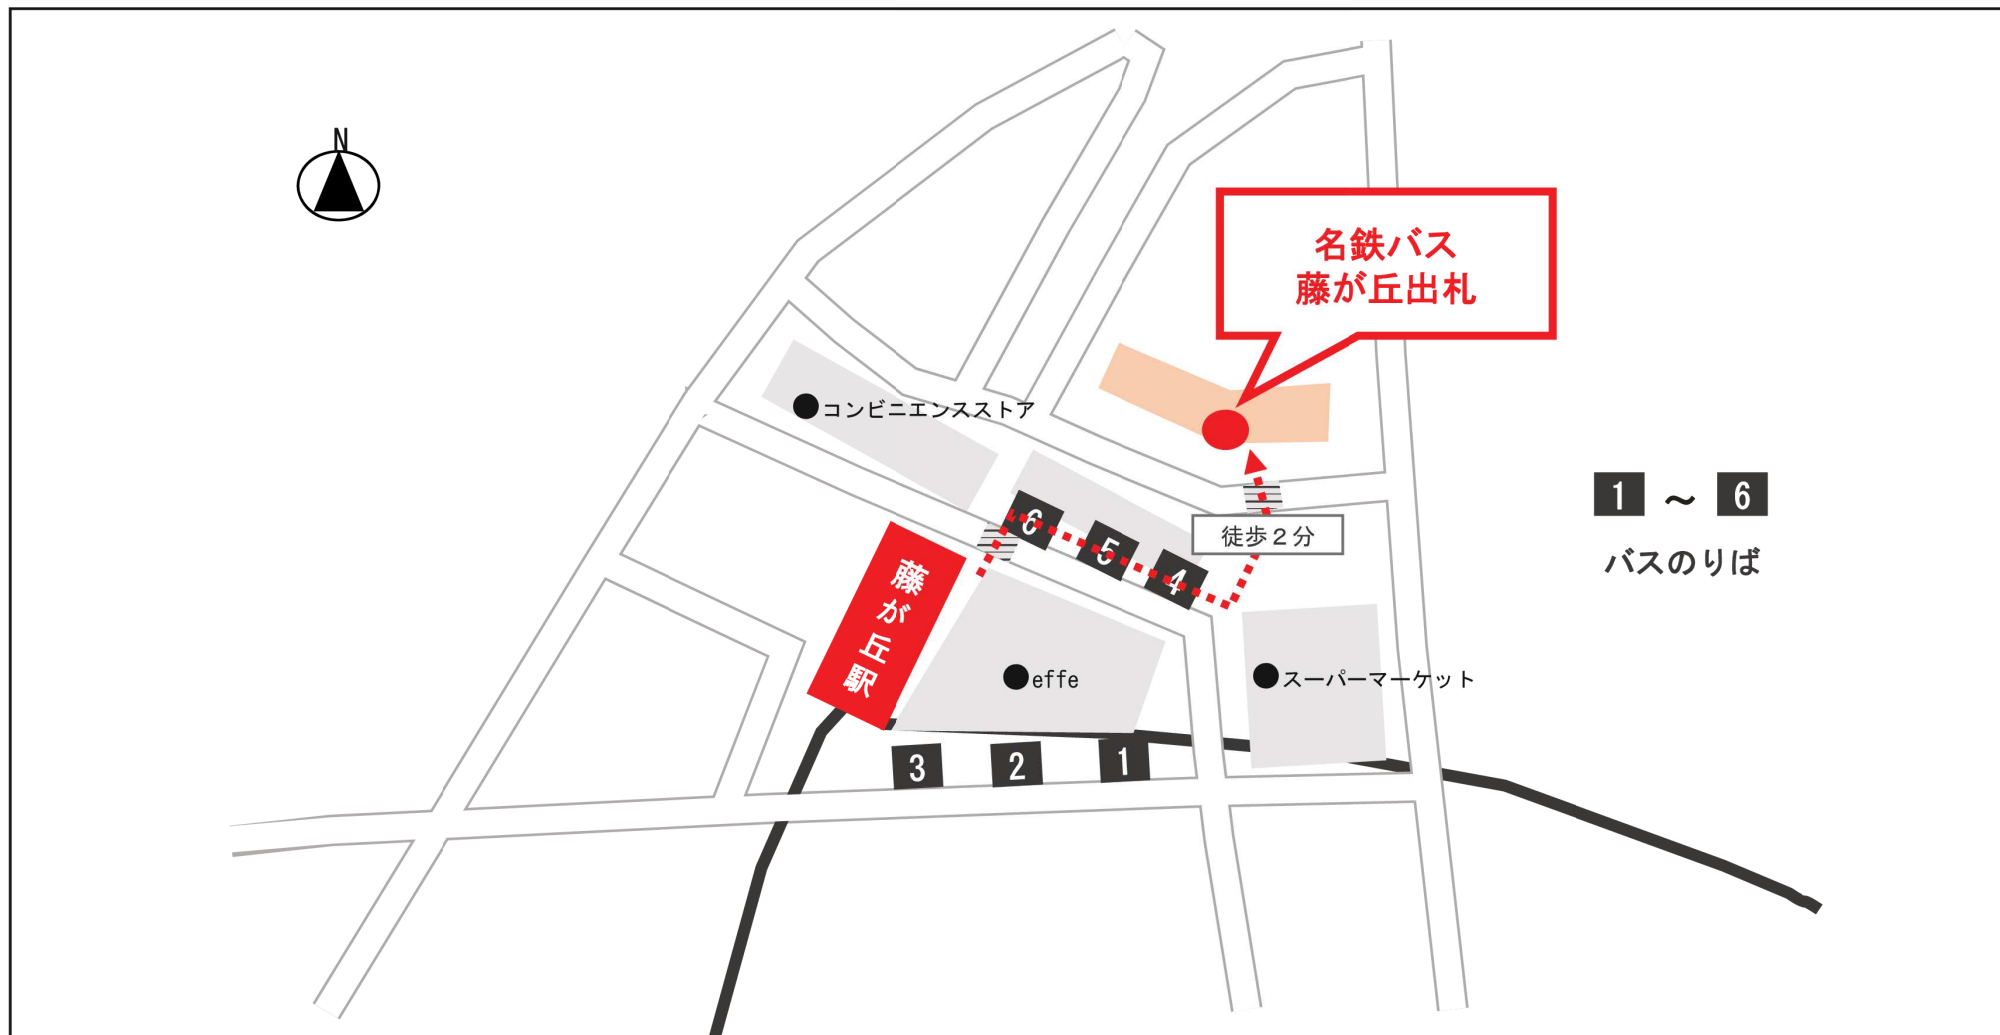 N
名鉄バス
藤が丘出札
コンビニエンスストア
6
5
4
徒歩2分
1 ~ 6
バスのりば
藤が丘駅
effe
スーパーマーケット
3
2
1